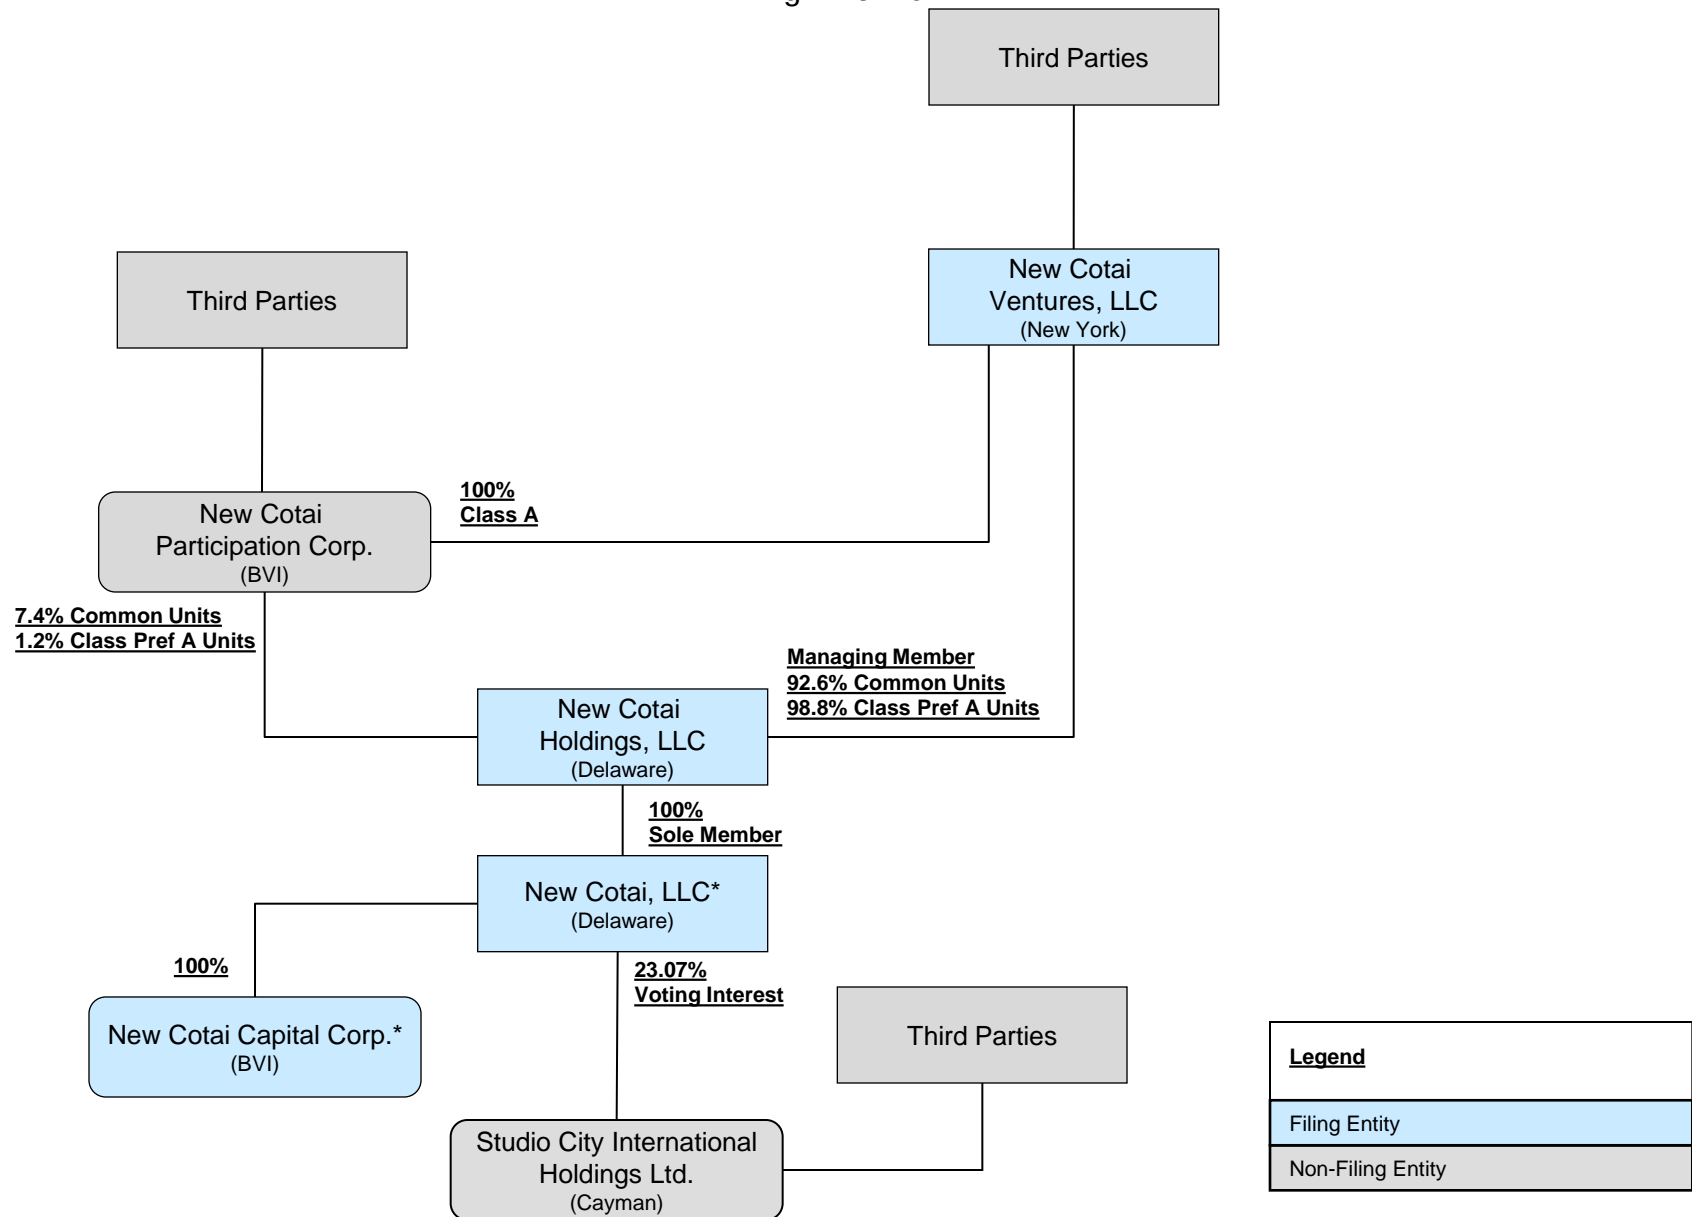 Third Parties
New Cotai
Ventures, LLC
(New York)
Third Parties
100%
Class A
New Cotai
Participation Corp.
(BVI)
7.4% Common Units
1.2% Class Pref A Units
Managing Member
92.6% Common Units
98.8% Class Pref A Units
New Cotai
Holdings, LLC
(Delaware)
100%
Sole Member
New Cotai, LLC*
(Delaware)
100%
23.07%
Voting Interest
New Cotai Capital Corp.*
(BVI)
Third Parties
Studio City International
Holdings Ltd.
(Cayman)
Legend
Filing Entity
Non-Filing Entity